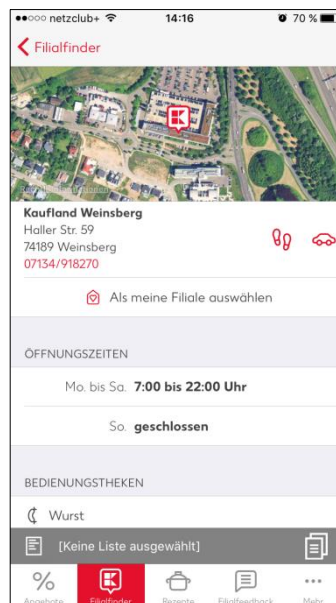 netzclub+ 14:16 70 %
Filialfinder
Kaufland Weinsberg
Haller Str. 59
74189 Weinsberg
07134/918270
Als meine Filiale auswählen
ÖFFNUNGSZEITEN
Mo. bis Sa. 7:00 bis 22:00 Uhr
So. geschlossen
BEDIENUNGSTHEKEN
Wurst
[Keine Liste ausgewählt]
Angebote Filialfinder Rezepte Filialfeedback Mehr